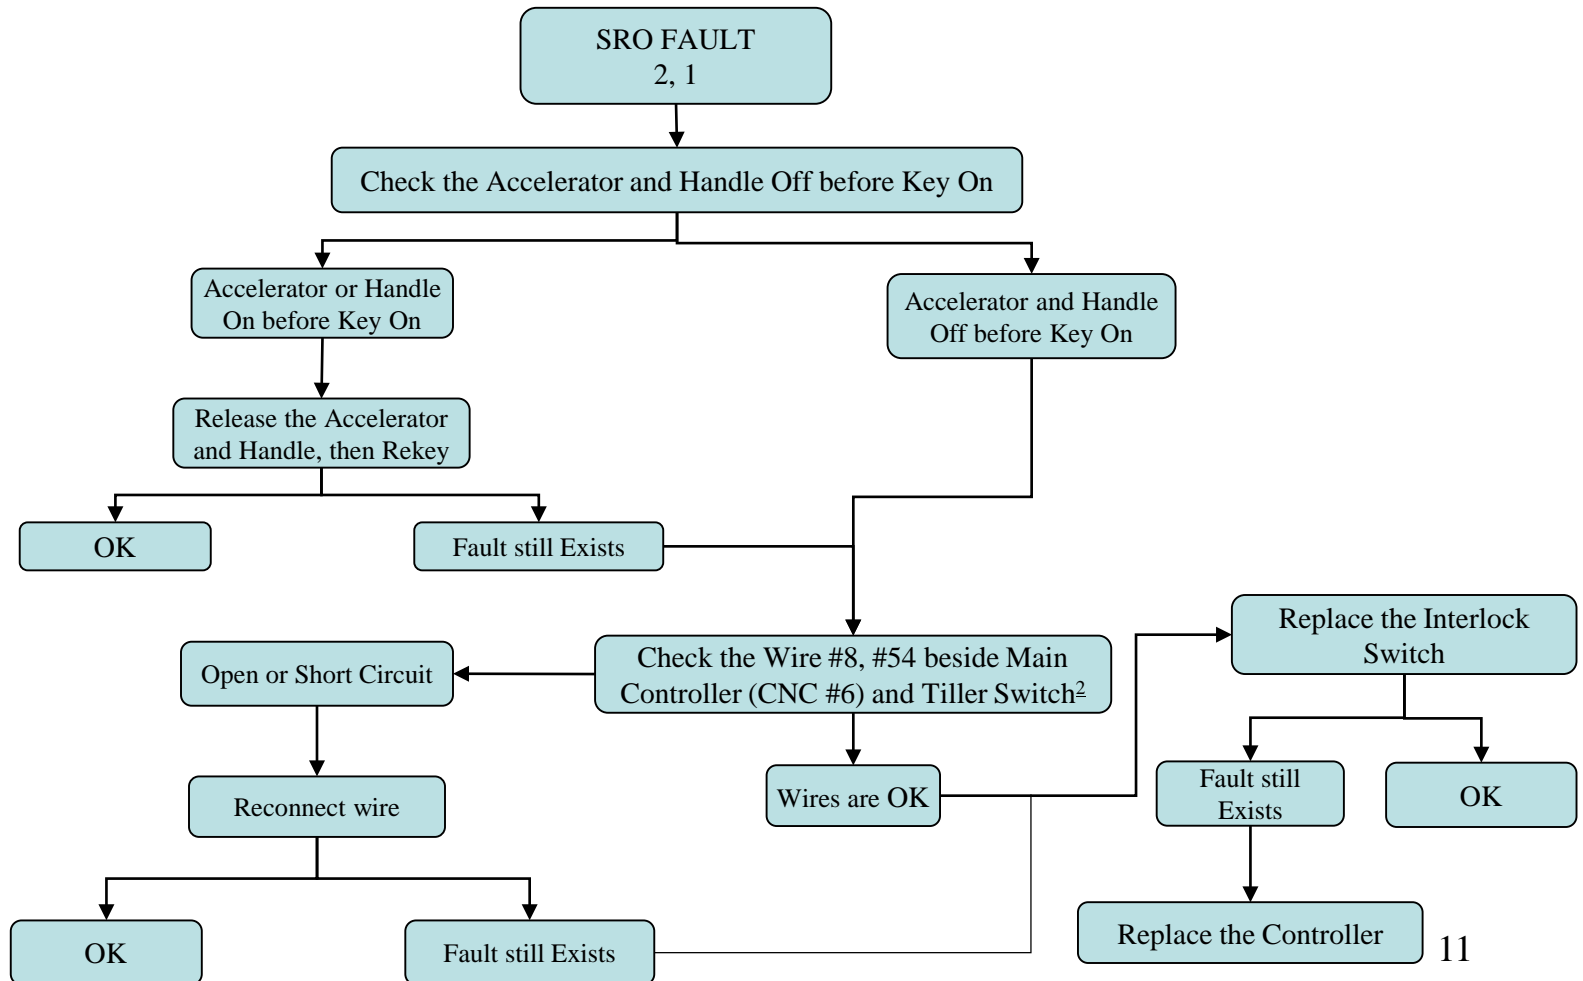 SRO FAULT
2, 1
Check the Accelerator and Handle Off before Key On
Accelerator or Handle
On before Key On
Accelerator and Handle
Off before Key On
Release the Accelerator
and Handle, then Rekey
OK
Fault still Exists
Replace the Interlock
Switch
Open or Short Circuit
Check the Wire #8, #54 beside Main
Controller (CNC #6) and Tiller Switch2
Wires are OK
Fault still
Exists
OK
Reconnect wire
OK
Fault still Exists
Replace the Controller
11